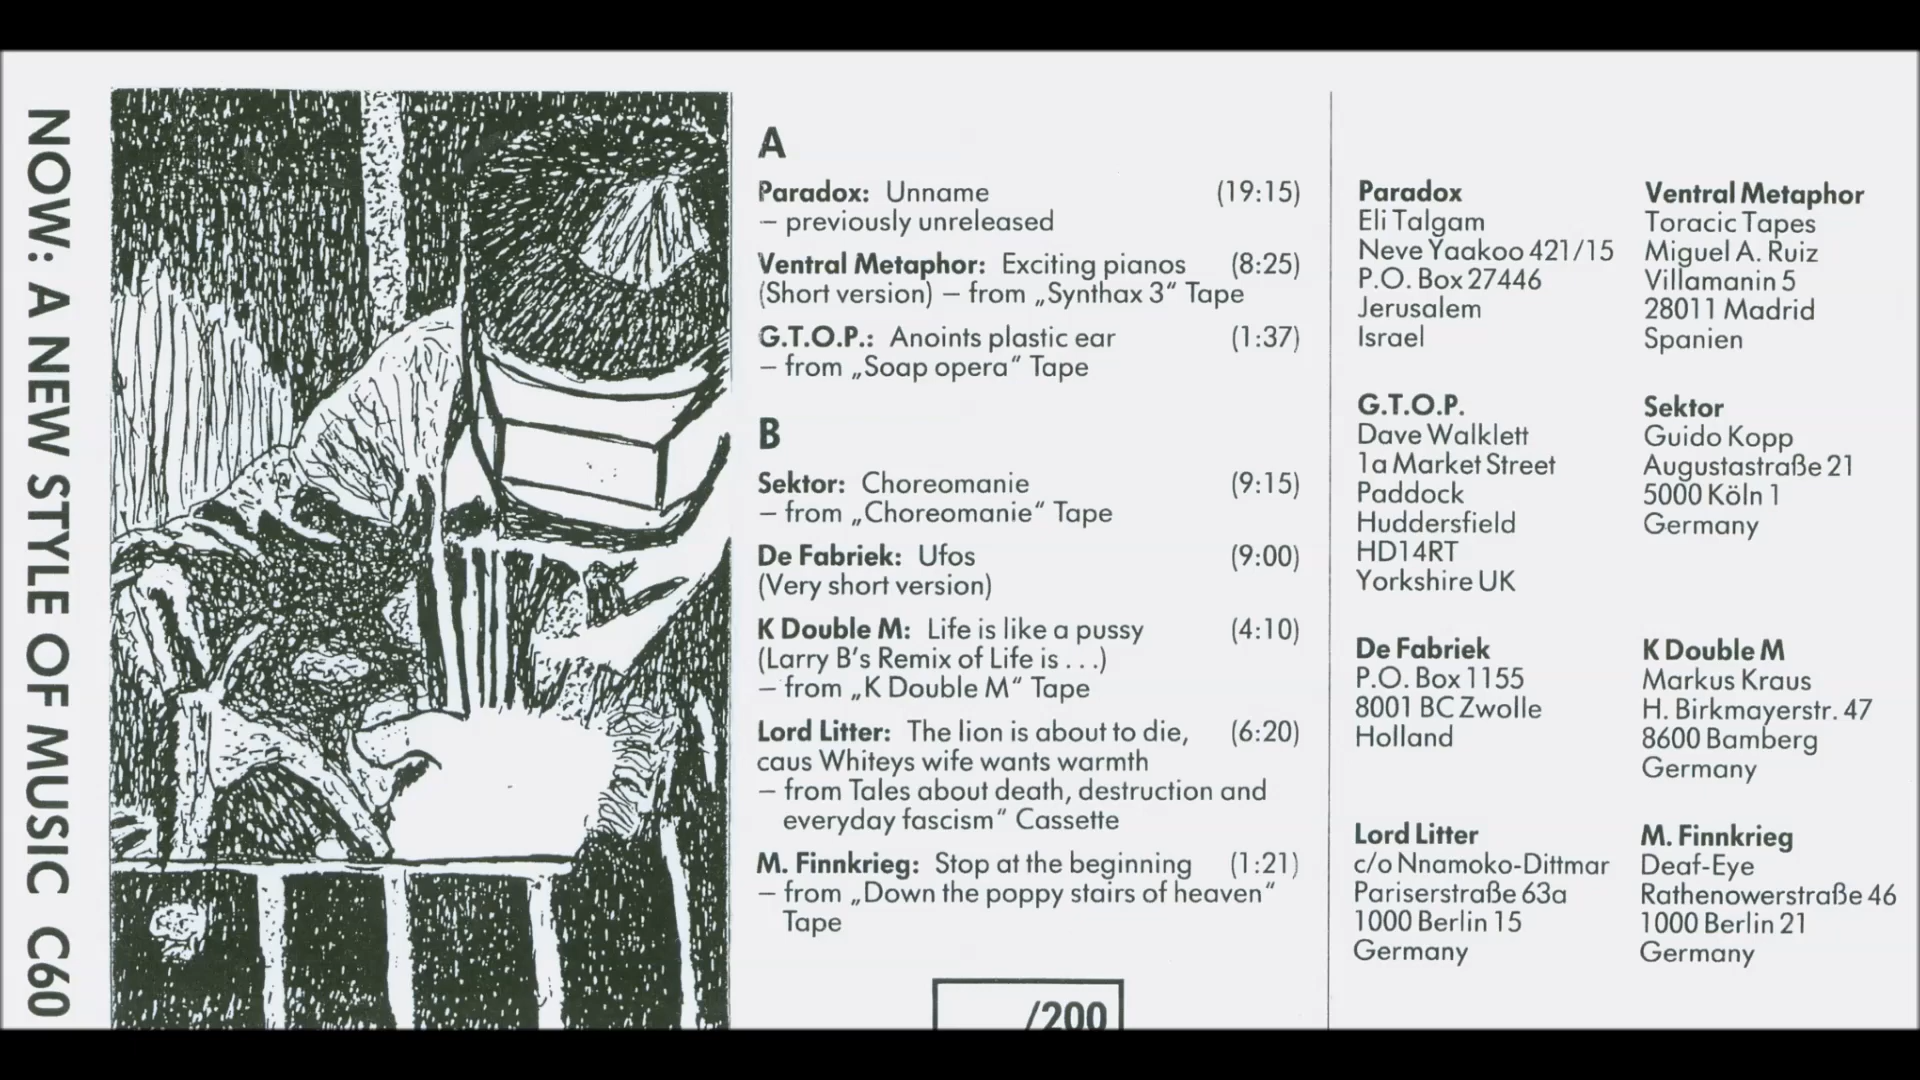 NOW: A NEW STYLE OF MUSIC C60
A
Paradox: Unname (19:15)
– previously unreleased
Ventral Metaphor: Exciting pianos (8:25)
(Short version) – from „Synthax 3“ Tape
G.T.O.P.: Anoints plastic ear (1:37)
– from „Soap opera“ Tape
B
Sektor: Choreomanie (9:15)
– from „Choreomanie“ Tape
De Fabriek: Ufos (9:00)
(Very short version)
K Double M: Life is like a pussy (4:10)
(Larry B's Remix of Life is . . .)
– from „K Double M“ Tape
Lord Litter: The lion is about to die, (6:20)
caus Whiteys wife wants warmth
– from Tales about death, destruction and
everyday fascism“ Cassette
M. Finnkrieg: Stop at the beginning (1:21)
– from „Down the poppy stairs of heaven“
Tape
/200
Paradox
Eli Talgam
Neve Yaakoo 421/15
P.O. Box 27446
Jerusalem
Israel
Ventral Metaphor
Toracic Tapes
Miguel A. Ruiz
Villamanin 5
28011 Madrid
Spanien
G.T.O.P.
Dave Walklett
1a Market Street
Paddock
Huddersfield
HD14RT
Yorkshire UK
Sektor
Guido Kopp
Augustastraße 21
5000 Köln 1
Germany
De Fabriek
P.O. Box 1155
8001 BC Zwolle
Holland
K Double M
Markus Kraus
H. Birkmayerstr. 47
8600 Bamberg
Germany
Lord Litter
c/o Nnamoko-Dittmar
Pariserstraße 63a
1000 Berlin 15
Germany
M. Finnkrieg
Deaf-Eye
Rathenowerstraße 46
1000 Berlin 21
Germany